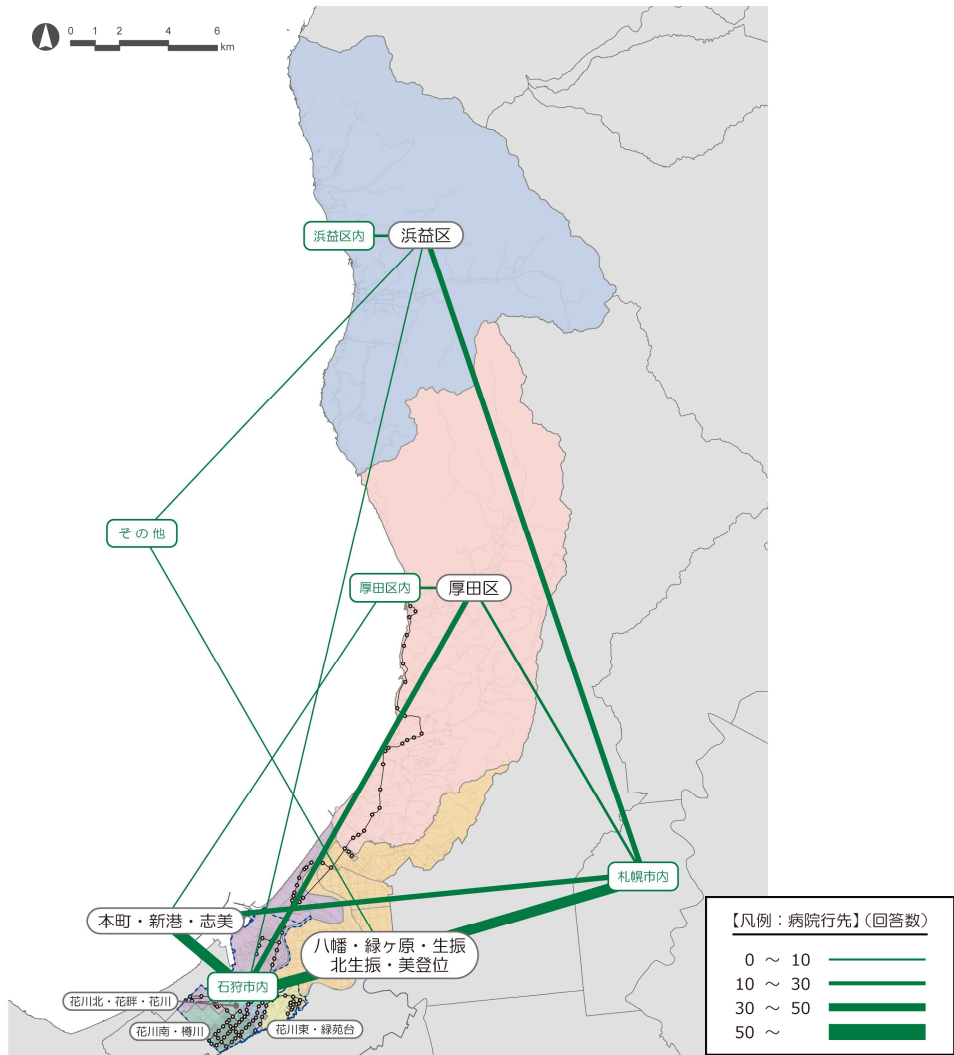 0 1 2 4 6
km
浜益区内
浜益区
その他
厚田区内
厚田区
札幌市内
本町・新港・志美
八幡・緑ヶ原・生振
北生振・美登位
石狩市内
花川北・花畔・花川
花川南・樽川
花川東・緑苑台
【凡例：病院行先】(回答数)
0 ～ 10
10 ～ 30
30 ～ 50
50 ～